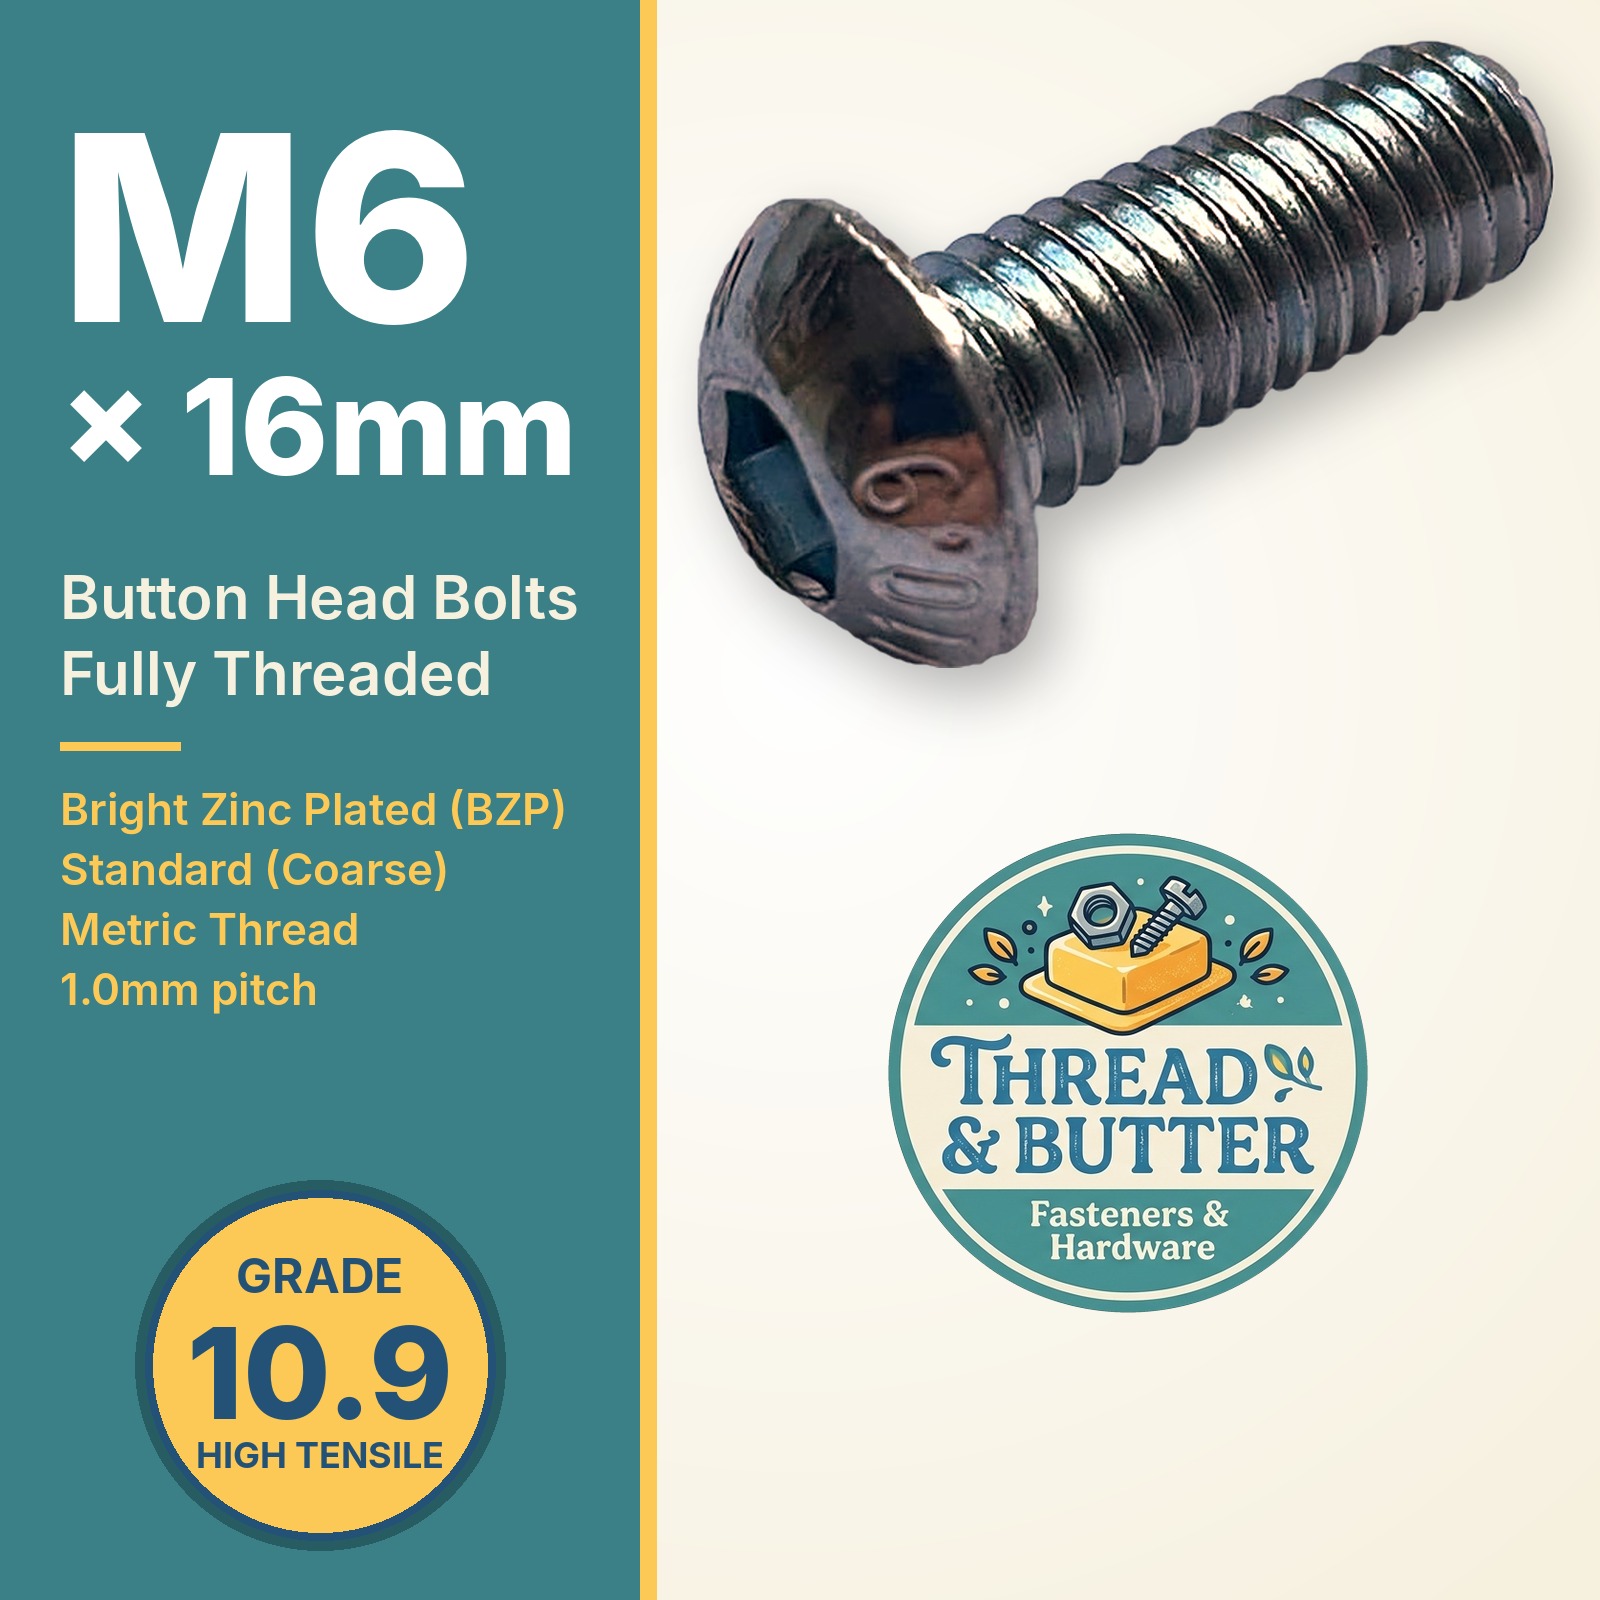 M6
× 16mm
Button Head Bolts
Fully Threaded
Bright Zinc Plated (BZP)
Standard (Coarse)
Metric Thread
1.0mm pitch
GRADE
10.9
HIGH TENSILE
THREAD
& BUTTER
Fasteners &
Hardware